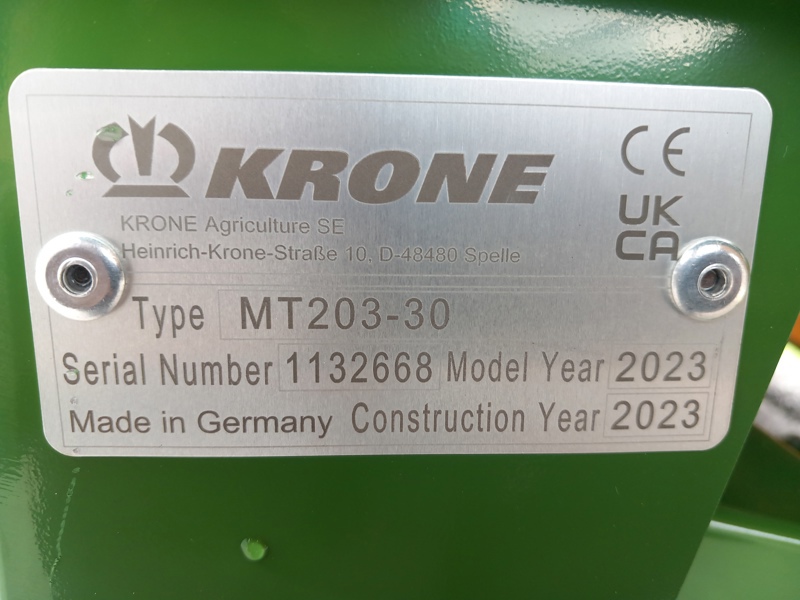 KRONE
CE
UK
CA
KRONE Agriculture SE
Heinrich-Krone-Straße 10, D-48480 Spelle
Type MT203-30
Serial Number 1132668 Model Year 2023
Made in Germany Construction Year 2023